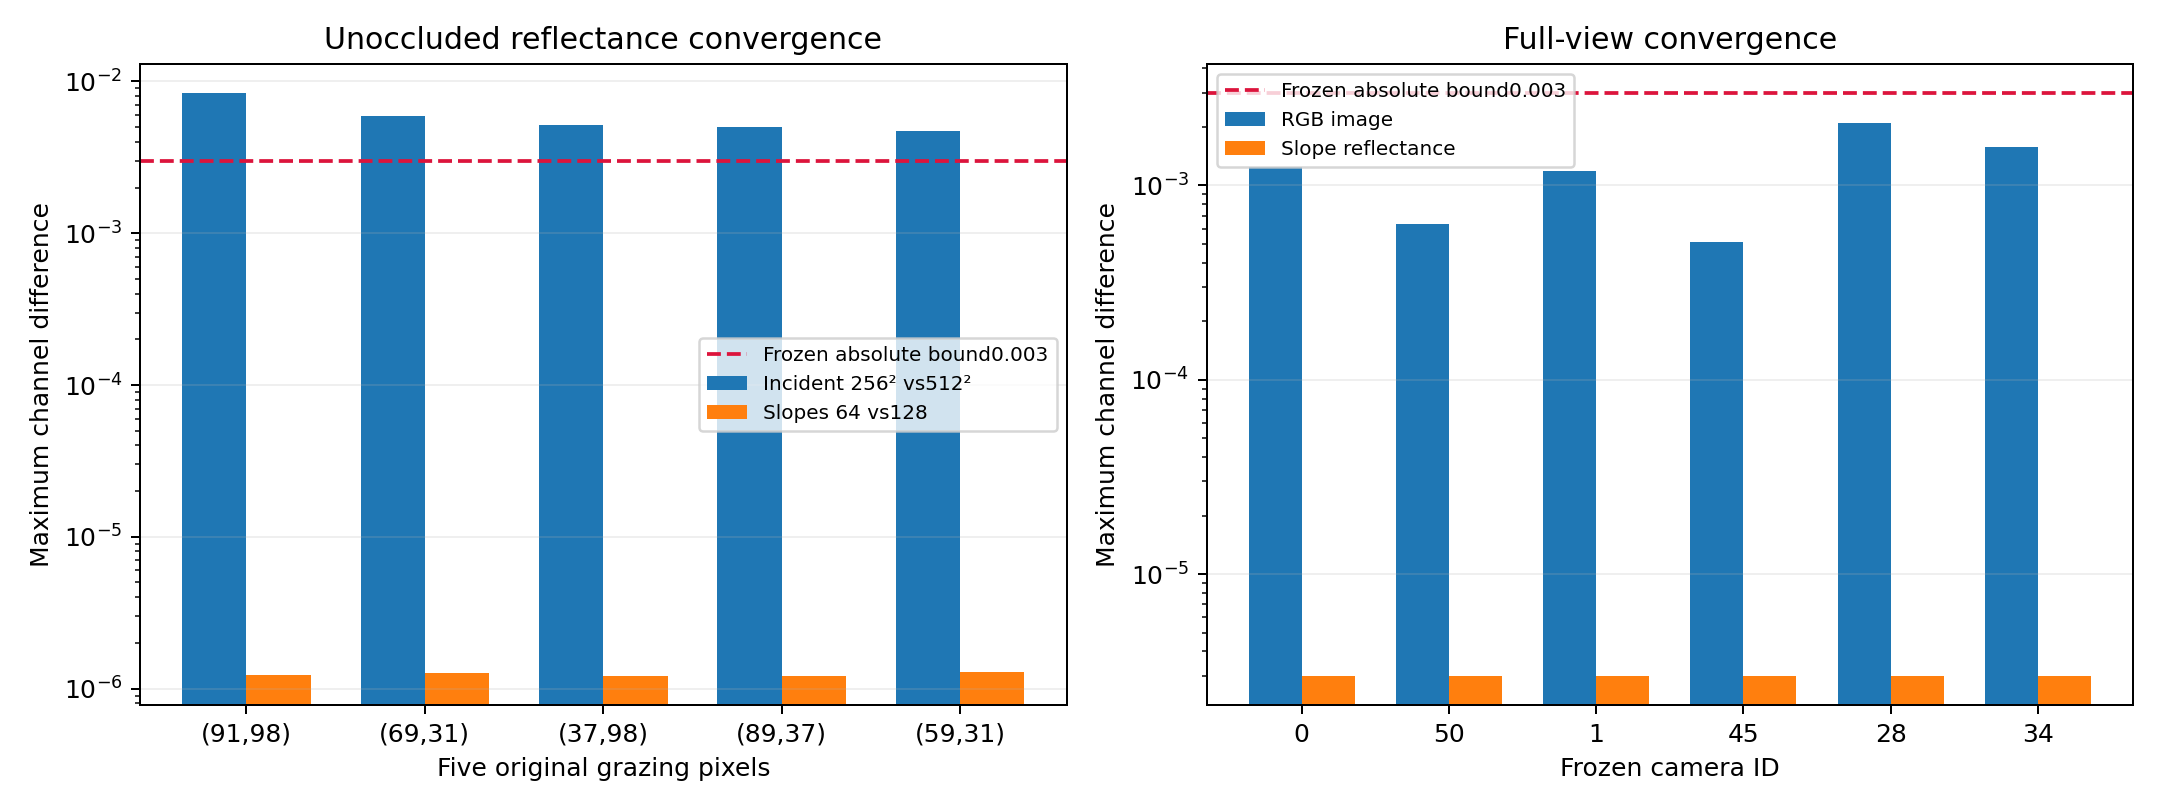 Unoccluded reflectance convergence
Maximum channel difference
10⁻²
10⁻³
10⁻⁴
10⁻⁵
10⁻⁶
Frozen absolute bound0.003
Incident 256² vs512²
Slopes 64 vs128
(91,98) (69,31) (37,98) (89,37) (59,31)
Five original grazing pixels
Full-view convergence
Maximum channel difference
Frozen absolute bound0.003
RGB image
Slope reflectance
10⁻³
10⁻⁴
10⁻⁵
0 50 1 45 28 34
Frozen camera ID